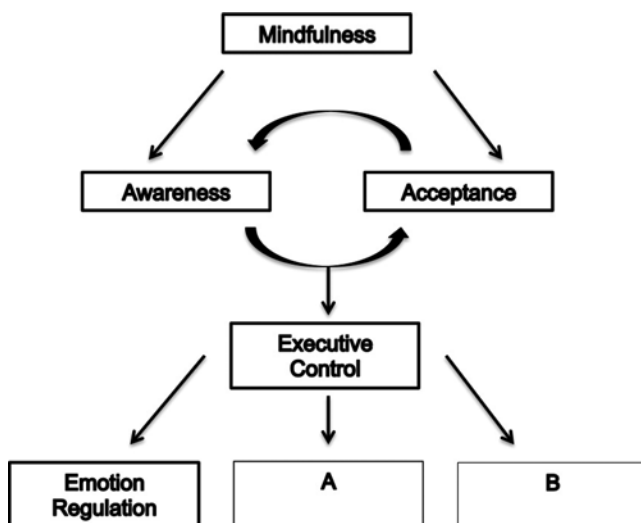 Mindfulness
Awareness
Acceptance
Executive
Control
Emotion
Regulation
A
B